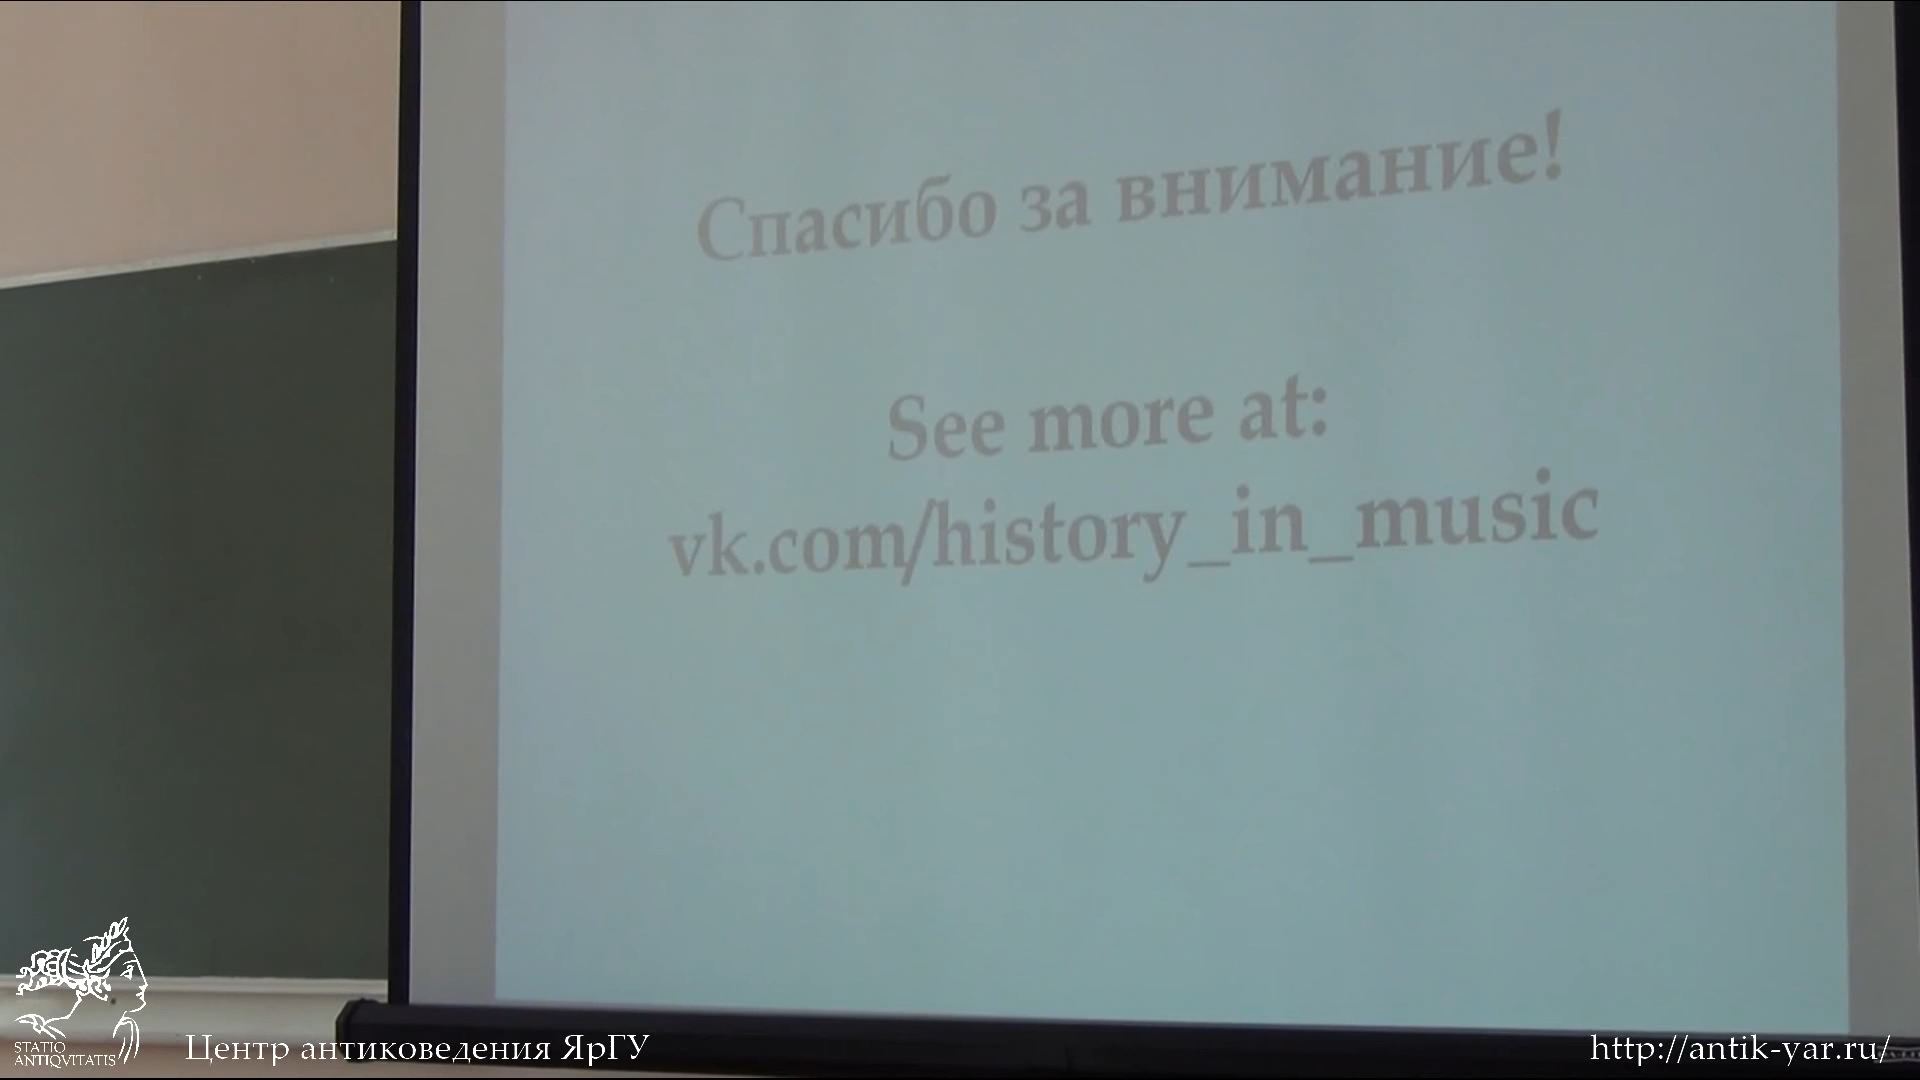 Спасибо за внимание!
See more at:
vk.com/history_in_music
STATIO
ANTIQVITATIS
Центр антиковедения ЯрГУ
http://antik-yar.ru/